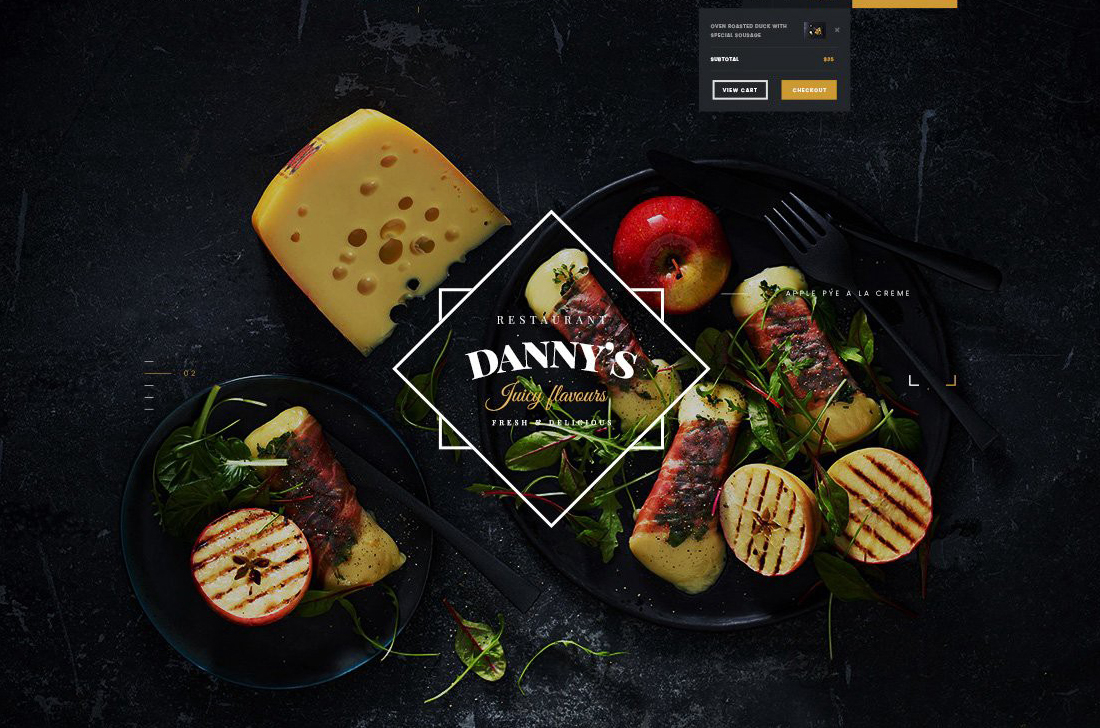 OVEN ROASTED DUCK WITH
SPECIAL SOUSAGE
SUBTOTAL
$35
VIEW CART
CHECKOUT
APPLE PYE A LA CREME
RESTAURANT
DANNY'S
Juicy flavours
FRESH & DELICIOUS
02